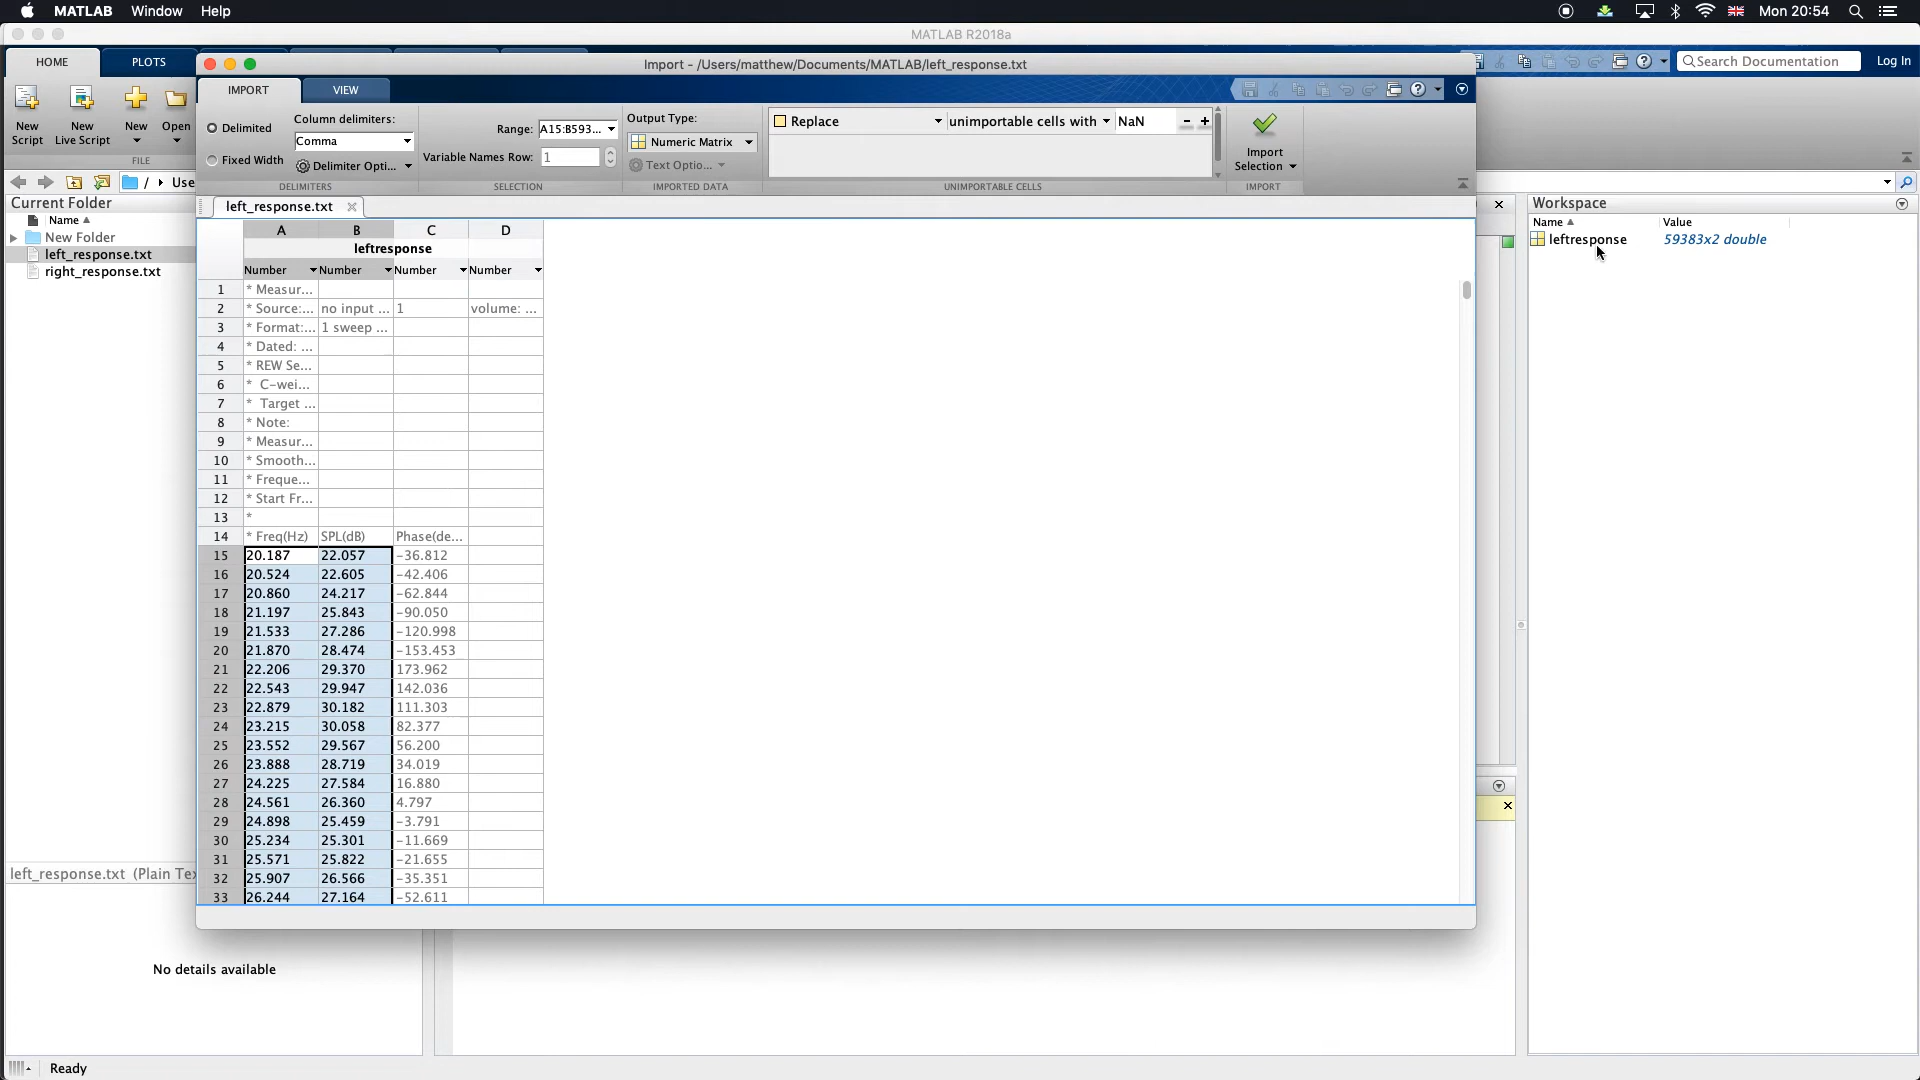 MATLAB Window Help Mon 20:54
MATLAB R2018a
HOME PLOTS Search Documentation Log In
New Script
New Live Script
New
Open
FILE
/ Use
Import - /Users/matthew/Documents/MATLAB/left_response.txt
IMPORT VIEW
Delimited
Fixed Width
Column delimiters:
Comma
Delimiter Opti...
DELIMITERS
Range: A15:B593...
Variable Names Row: 1
SELECTION
Output Type:
Numeric Matrix
Text Optio...
IMPORTED DATA
Replace unimportable cells with NaN
UNIMPORTABLE CELLS
Import Selection
IMPORT
Current Folder
Name
New Folder
left_response.txt
right_response.txt
left_response.txt
A B C D
leftresponse
Number Number Number Number
1 * Measur...
2 * Source:... no input ... 1 volume: ...
3 * Format:... 1 sweep ...
4 * Dated: ...
5 * REW Se...
6 * C-wei...
7 * Target ...
8 * Note:
9 * Measur...
10 * Smooth...
11 * Freque...
12 * Start Fr...
13 *
14 * Freq(Hz) SPL(dB) Phase(de...
15 20.187 22.057 -36.812
16 20.524 22.605 -42.406
17 20.860 24.217 -62.844
18 21.197 25.843 -90.050
19 21.533 27.286 -120.998
20 21.870 28.474 -153.453
21 22.206 29.370 173.962
22 22.543 29.947 142.036
23 22.879 30.182 111.303
24 23.215 30.058 82.377
25 23.552 29.567 56.200
26 23.888 28.719 34.019
27 24.225 27.584 16.880
28 24.561 26.360 4.797
29 24.898 25.459 -3.791
30 25.234 25.301 -11.669
31 25.571 25.822 -21.655
32 25.907 26.566 -35.351
33 26.244 27.164 -52.611
Workspace
Name Value
leftresponse 59383x2 double
left_response.txt (Plain Te
No details available
Ready